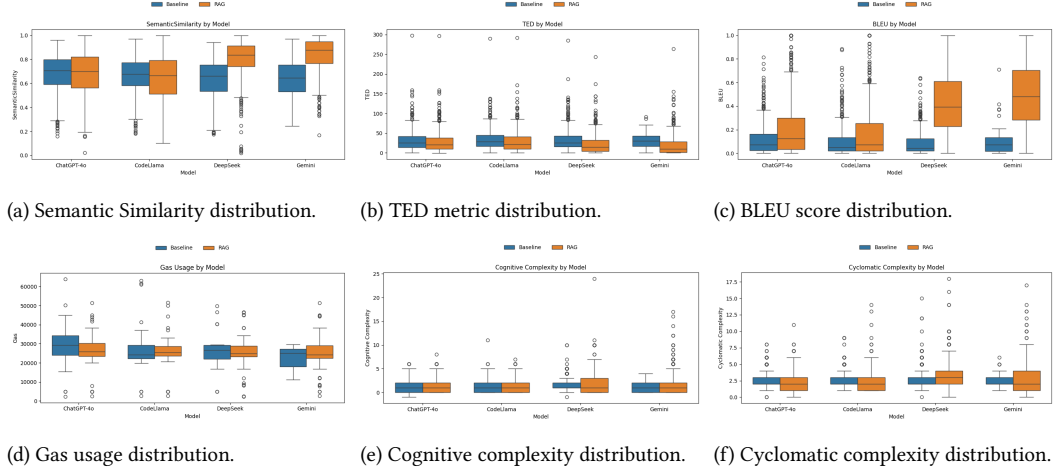 Baseline RAG
SemanticSimilarity by Model
SemanticSimilarity
1.0
0.8
0.6
0.4
0.2
0.0
ChatGPT-4o CodeLlama DeepSeek Gemini
Model
(a) Semantic Similarity distribution.
Baseline RAG
TED by Model
TED
300
250
200
150
100
50
0
ChatGPT-4o CodeLlama DeepSeek Gemini
Model
(b) TED metric distribution.
Baseline RAG
BLEU by Model
BLEU
1.0
0.8
0.6
0.4
0.2
0.0
ChatGPT-4o CodeLlama DeepSeek Gemini
Model
(c) BLEU score distribution.
Baseline RAG
Gas Usage by Model
Gas
60000
50000
40000
30000
20000
10000
0
ChatGPT-4o CodeLlama DeepSeek Gemini
Model
(d) Gas usage distribution.
Baseline RAG
Cognitive Complexity by Model
Cognitive Complexity
25
20
15
10
5
0
ChatGPT-4o CodeLlama DeepSeek Gemini
Model
(e) Cognitive complexity distribution.
Baseline RAG
Cyclomatic Complexity by Model
Cyclomatic Complexity
17.5
15.0
12.5
10.0
7.5
5.0
2.5
0.0
ChatGPT-4o CodeLlama DeepSeek Gemini
Model
(f) Cyclomatic complexity distribution.